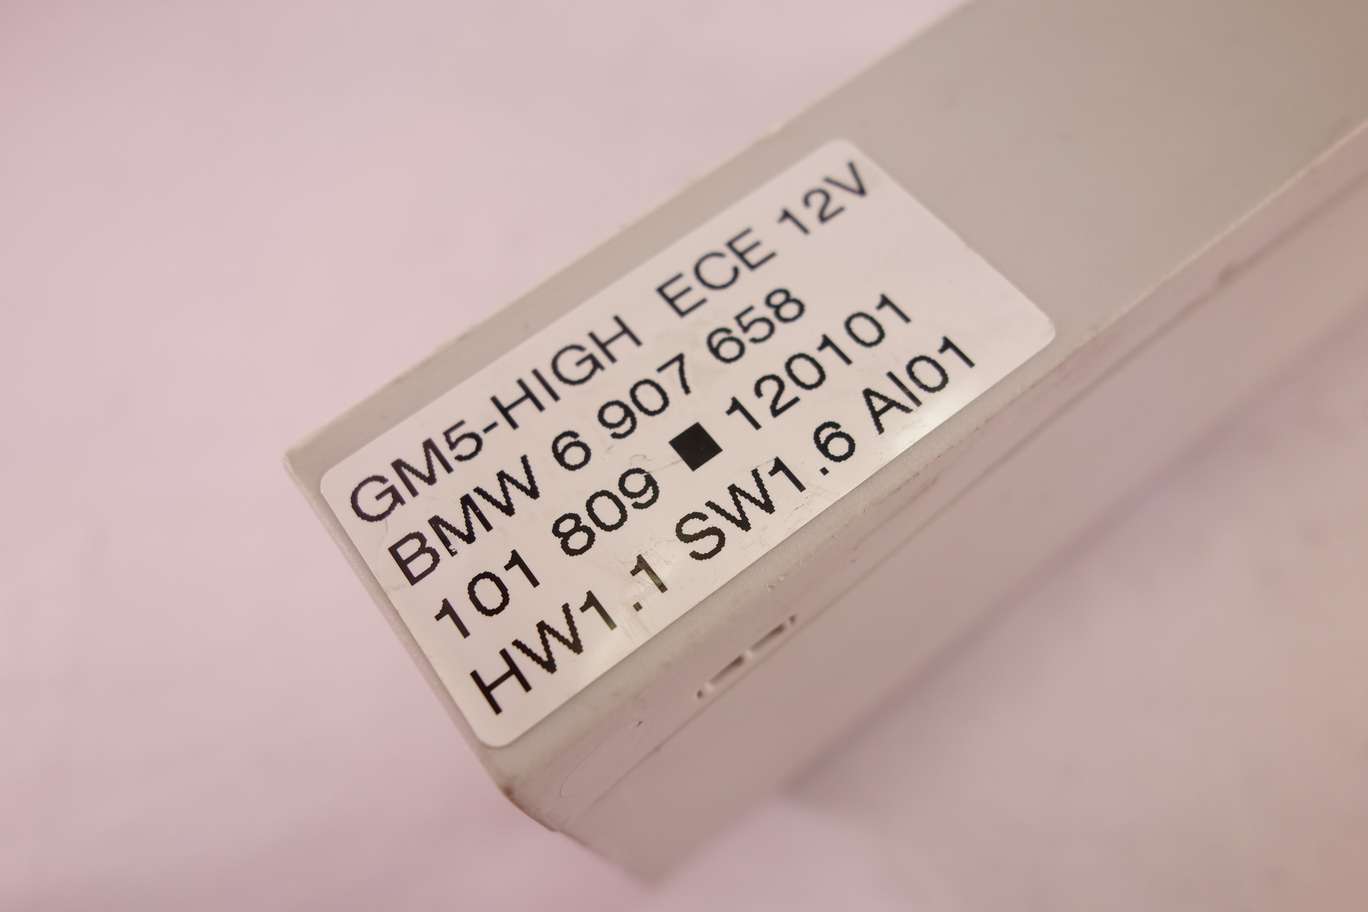 GM5-HIGH ECE 12V
BMW 6 907 658
101 809 ■ 120101
HW1.1 SW1.6 AI01